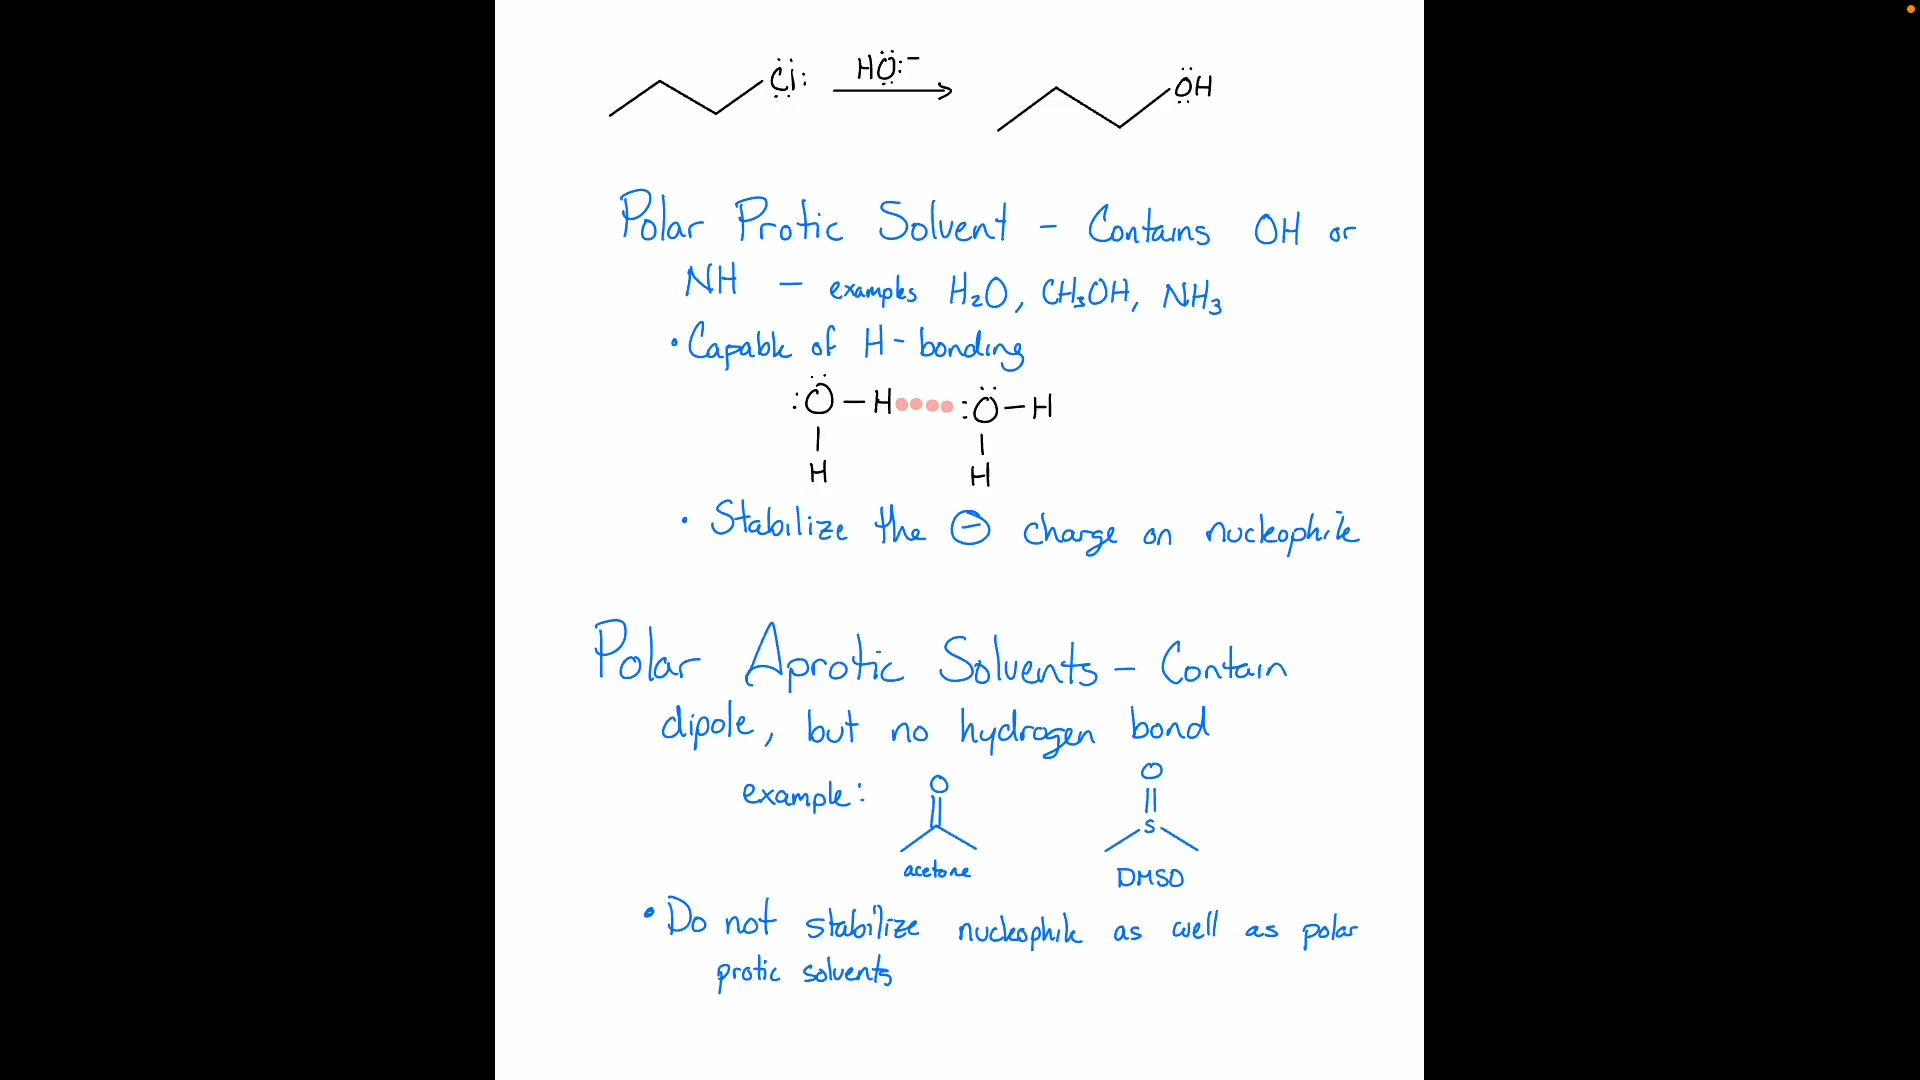 :C̈l: HÖ:⁻ ÖH
Polar Protic Solvent - Contains OH or
NH - examples H₂O, CH₃OH, NH₃
• Capable of H-bonding
:Ö-H :Ö-H
H H
• Stabilize the ⊖ charge on nucleophile
Polar Aprotic Solvents - Contain
dipole, but no hydrogen bond
O O
example:
S
acetone DMSO
• Do not stabilize nucleophile as well as polar
protic solvents